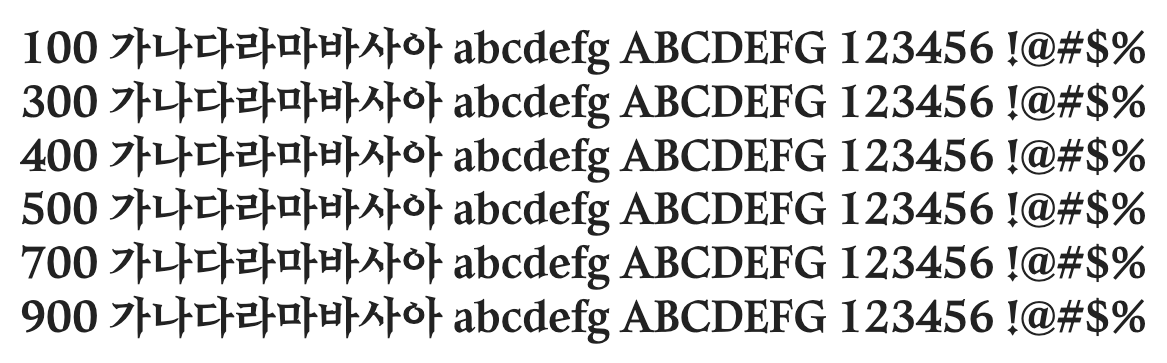 100 가나다라마바사아 abcdefg ABCDEFG 123456 !@#$%
300 가나다라마바사아 abcdefg ABCDEFG 123456 !@#$%
400 가나다라마바사아 abcdefg ABCDEFG 123456 !@#$%
500 가나다라마바사아 abcdefg ABCDEFG 123456 !@#$%
700 가나다라마바사아 abcdefg ABCDEFG 123456 !@#$%
900 가나다라마바사아 abcdefg ABCDEFG 123456 !@#$%